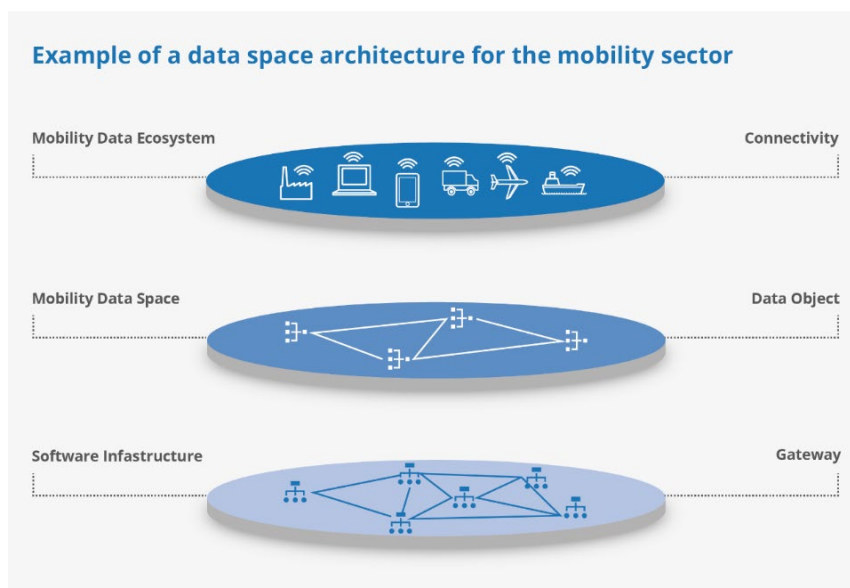 Example of a data space architecture for the mobility sector
Mobility Data Ecosystem
Connectivity
Mobility Data Space
Data Object
Software Infastructure
Gateway